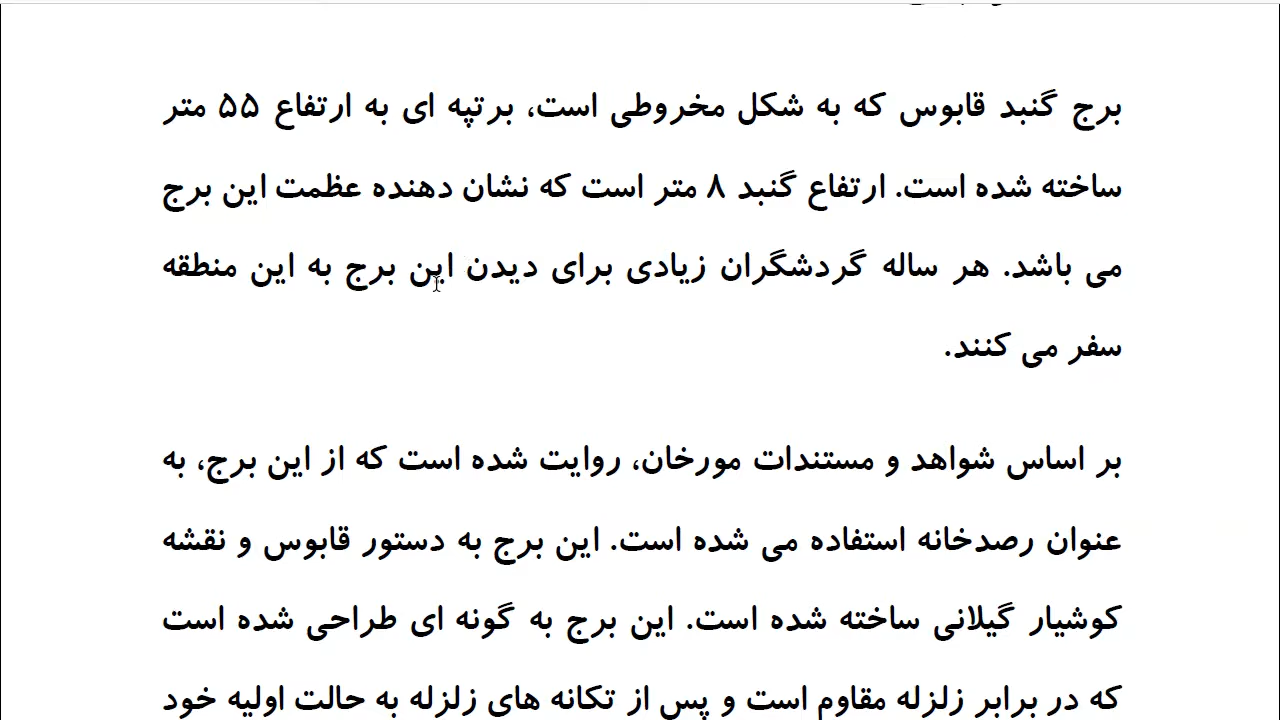 برج گنبد قابوس که به شکل مخروطی است، برتپه ای به ارتفاع ۵۵ متر
ساخته شده است. ارتفاع گنبد ۸ متر است که نشان دهنده عظمت این برج
می باشد. هر ساله گردشگران زیادی برای دیدن این برج به این منطقه
سفر می کنند.
بر اساس شواهد و مستندات مورخان، روایت شده است که از این برج، به
عنوان رصدخانه استفاده می شده است. این برج به دستور قابوس و نقشه
کوشیار گیلانی ساخته شده است. این برج به گونه ای طراحی شده است
که در برابر زلزله مقاوم است و پس از تکانه های زلزله به حالت اولیه خود